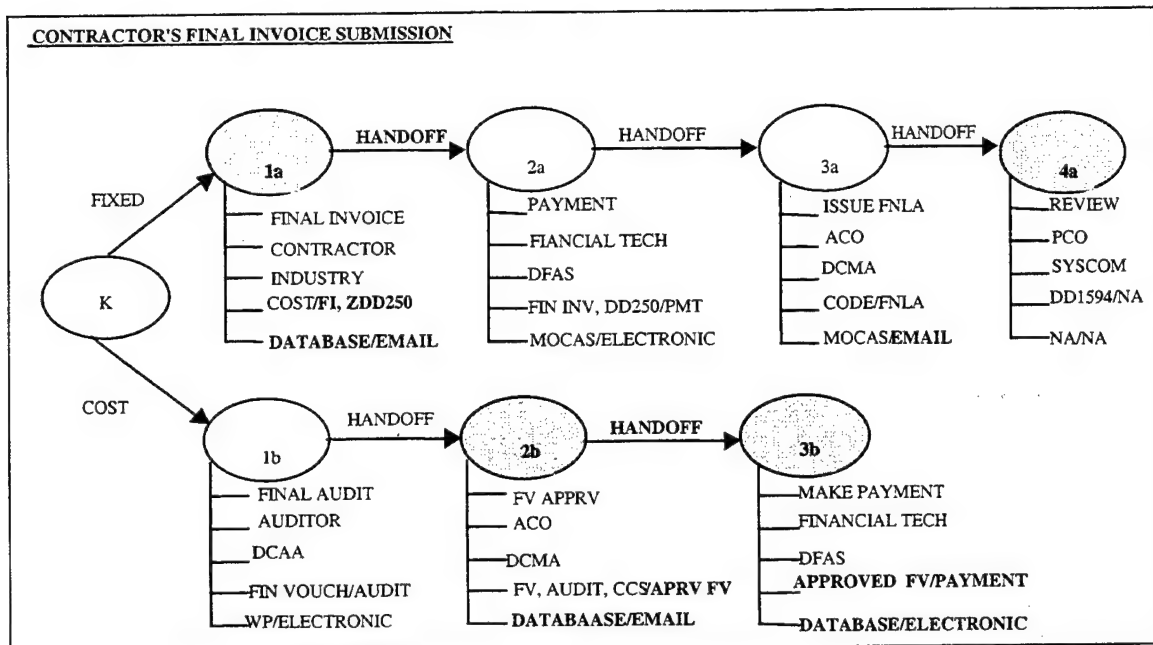 CONTRACTOR'S FINAL INVOICE SUBMISSION
HANDOFF
HANDOFF
HANDOFF
1a
2a
3a
4a
FIXED
FINAL INVOICE
CONTRACTOR
INDUSTRY
COST/FI, ZDD250
DATABASE/EMAIL
PAYMENT
FIANCIAL TECH
DFAS
FIN INV, DD250/PMT
MOCAS/ELECTRONIC
ISSUE FNLA
ACO
DCMA
CODE/FNLA
MOCAS/EMAIL
REVIEW
PCO
SYSCOM
DD1594/NA
NA/NA
K
COST
HANDOFF
HANDOFF
1b
2b
3b
FINAL AUDIT
AUDITOR
DCAA
FIN VOUCH/AUDIT
WP/ELECTRONIC
FV APPRV
ACO
DCMA
FV, AUDIT, CCS/APRV FV
DATABAASE/EMAIL
MAKE PAYMENT
FINANCIAL TECH
DFAS
APPROVED FV/PAYMENT
DATABASE/ELECTRONIC